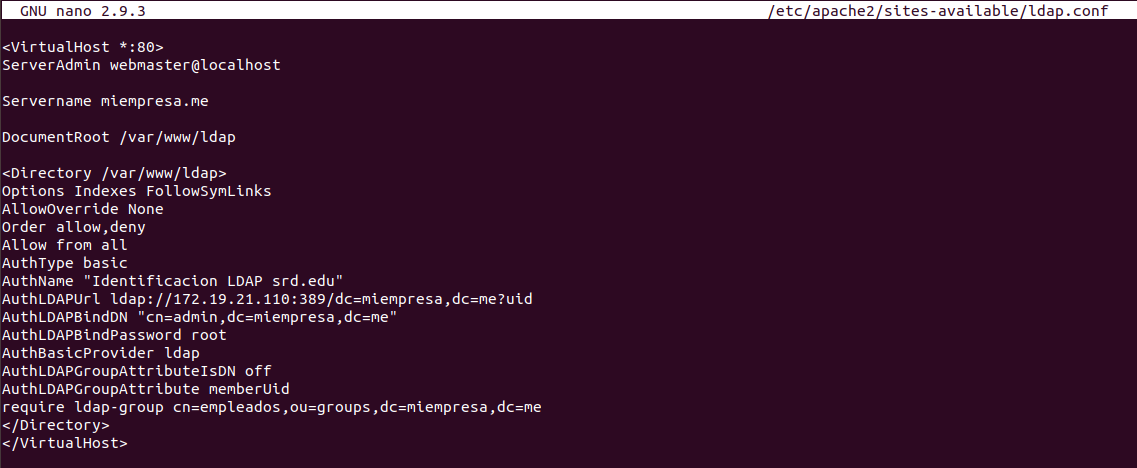 GNU nano 2.9.3 /etc/apache2/sites-available/ldap.conf
<VirtualHost *:80>
ServerAdmin webmaster@localhost
Servername miempresa.me
DocumentRoot /var/www/ldap
<Directory /var/www/ldap>
Options Indexes FollowSymLinks
AllowOverride None
Order allow,deny
Allow from all
AuthType basic
AuthName "Identificacion LDAP srd.edu"
AuthLDAPUrl ldap://172.19.21.110:389/dc=miempresa,dc=me?uid
AuthLDAPBindDN "cn=admin,dc=miempresa,dc=me"
AuthLDAPBindPassword root
AuthBasicProvider ldap
AuthLDAPGroupAttributeIsDN off
AuthLDAPGroupAttribute memberUid
require ldap-group cn=empleados,ou=groups,dc=miempresa,dc=me
</Directory>
</VirtualHost>